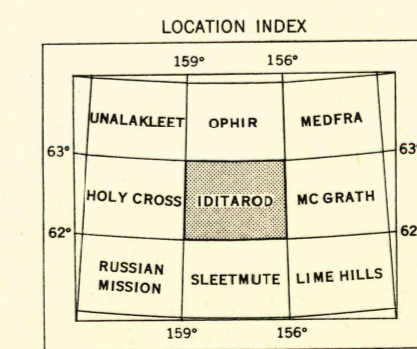 LOCATION INDEX
159° 156°
UNALAKLEET OPHIR MEDFRA
63° 63°
HOLY CROSS IDITAROD MC GRATH
62° 62°
RUSSIAN MISSION SLEETMUTE LIME HILLS
159° 156°